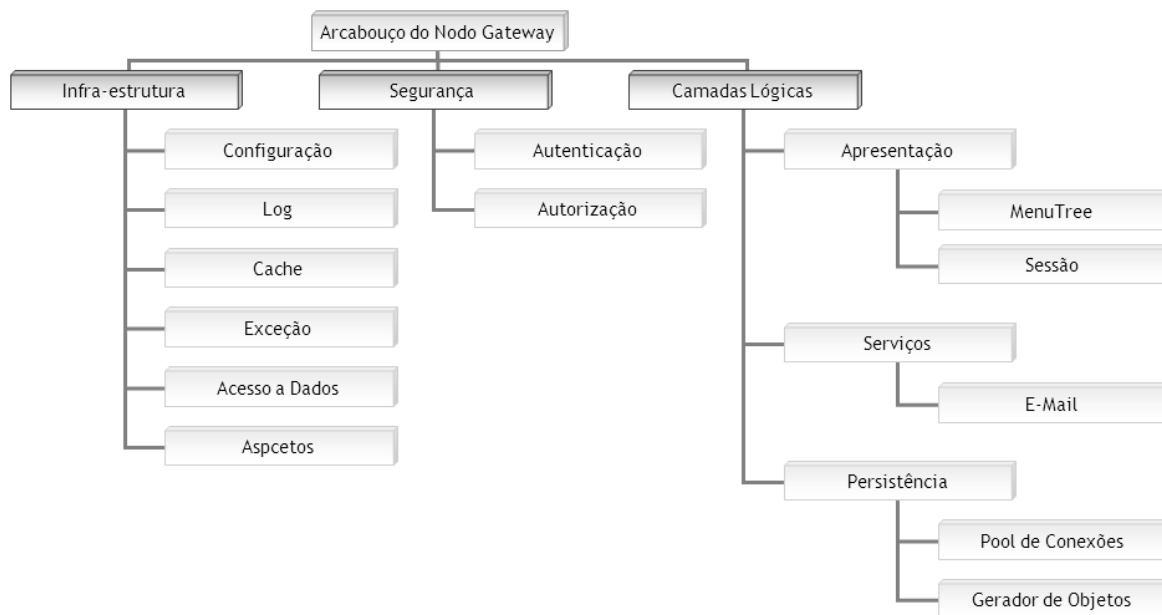 Arcabouço do Nodo Gateway
Infra-estrutura
Segurança
Camadas Lógicas
Configuração
Autenticação
Apresentação
Log
Autorização
MenuTree
Cache
Sessão
Exceção
Serviços
Acesso a Dados
E-Mail
Aspcetos
Persistência
Pool de Conexões
Gerador de Objetos